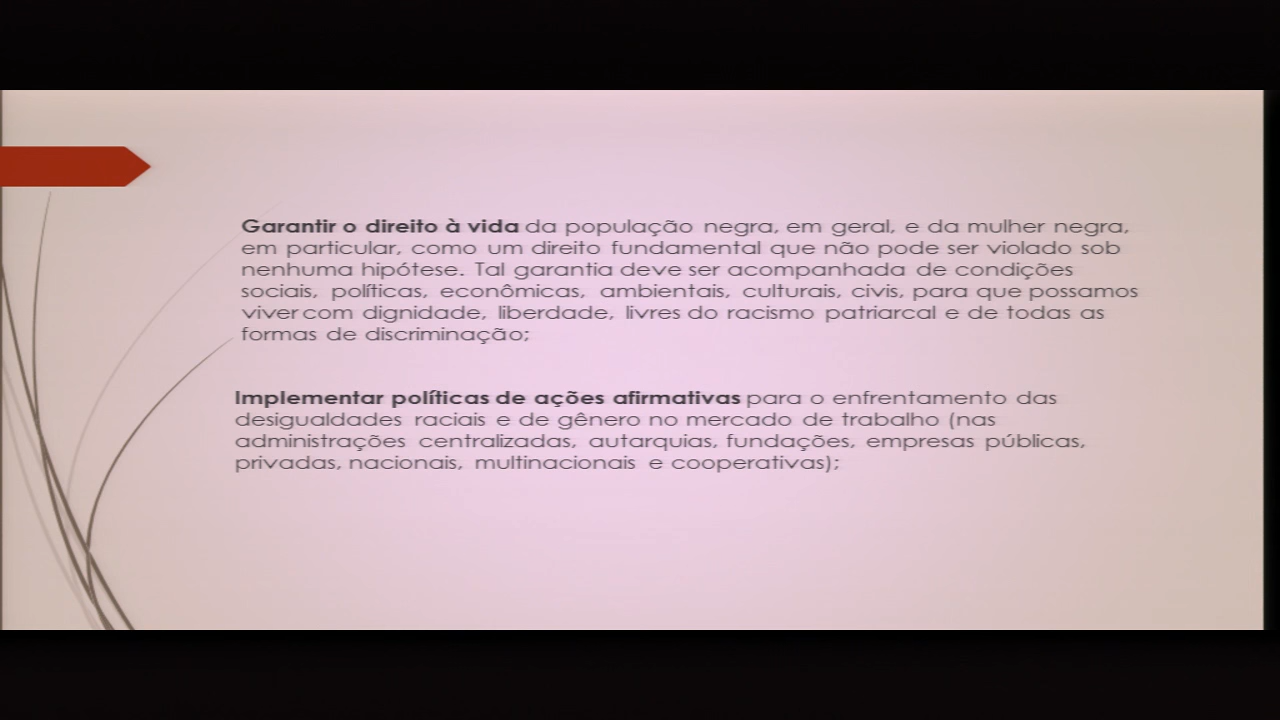 Garantir o direito à vida da população negra, em geral, e da mulher negra,
em particular, como um direito fundamental que não pode ser violado sob
nenhuma hipótese. Tal garantia deve ser acompanhada de condições
sociais, políticas, econômicas, ambientais, culturais, civis, para que possamos
viver com dignidade, liberdade, livres do racismo patriarcal e de todas as
formas de discriminação;
Implementar políticas de ações afirmativas para o enfrentamento das
desigualdades raciais e de gênero no mercado de trabalho (nas
administrações centralizadas, autarquias, fundações, empresas públicas,
privadas, nacionais, multinacionais e cooperativas);